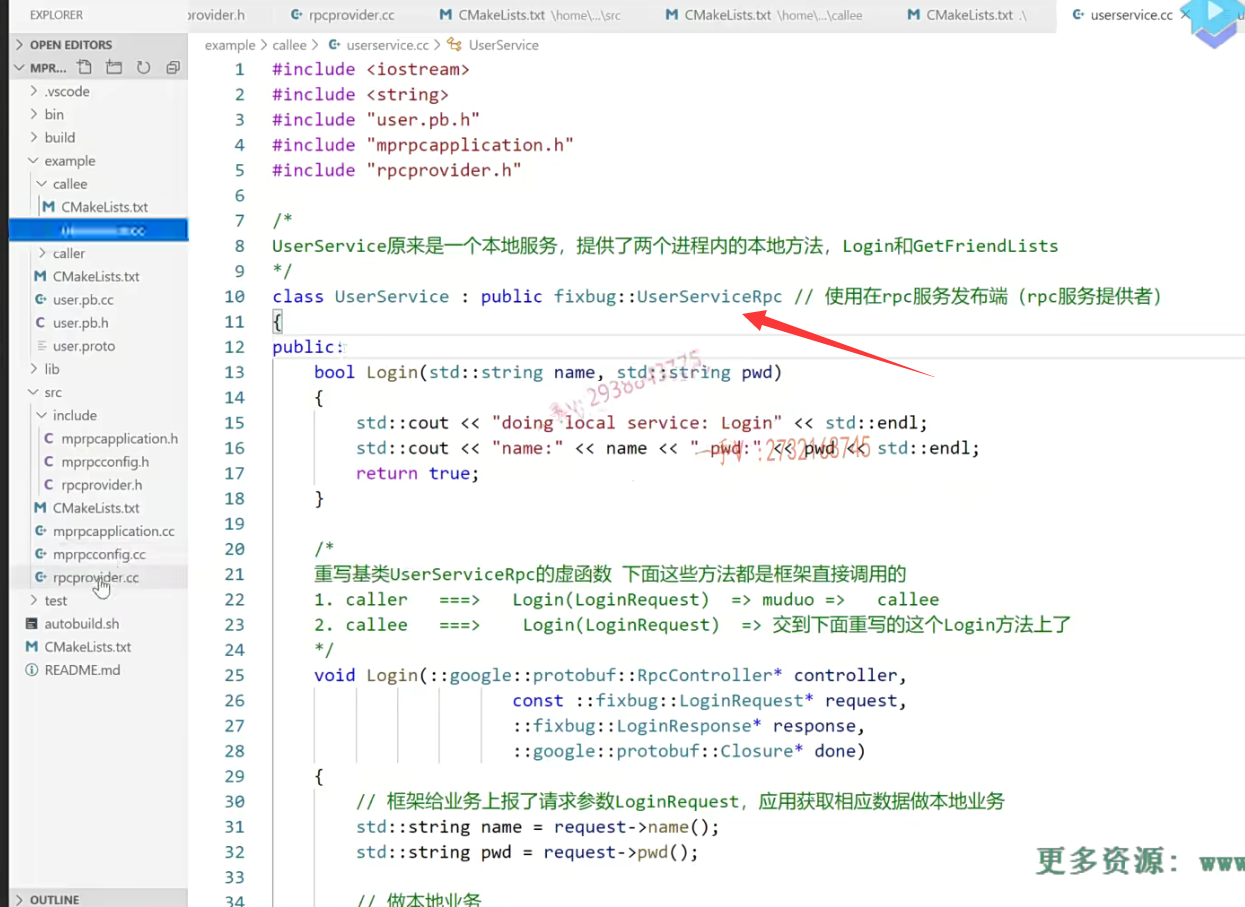 EXPLORER
OPEN EDITORS
MPR...
.vscode
bin
build
example
callee
CMakeLists.txt
caller
CMakeLists.txt
user.pb.cc
user.pb.h
user.proto
lib
src
include
mprpcapplication.h
mprpcconfig.h
rpcprovider.h
CMakeLists.txt
mprpcapplication.cc
mprpcconfig.cc
rpcprovider.cc
test
autobuild.sh
CMakeLists.txt
README.md
OUTLINE
rovider.h rpcprovider.cc CMakeLists.txt \home\...\src CMakeLists.txt \home\...\callee CMakeLists.txt .\ userservice.cc
example > callee > userservice.cc > UserService
1 #include <iostream>
2 #include <string>
3 #include "user.pb.h"
4 #include "mprpcapplication.h"
5 #include "rpcprovider.h"
6
7 /*
8 UserService原来是一个本地服务，提供了两个进程内的本地方法，Login和GetFriendLists
9 */
10 class UserService : public fixbug::UserServiceRpc // 使用在rpc服务发布端（rpc服务提供者）
11 {
12 public:
13 bool Login(std::string name, std::string pwd)
14 {
15 std::cout << "doing local service: Login" << std::endl;
16 std::cout << "name:" << name << " pwd:" << pwd << std::endl;
17 return true;
18 }
19
20 /*
21 重写基类UserServiceRpc的虚函数 下面这些方法都是框架直接调用的
22 1. caller ===> Login(LoginRequest) => muduo => callee
23 2. callee ===> Login(LoginRequest) => 交到下面重写的这个Login方法上了
24 */
25 void Login(::google::protobuf::RpcController* controller,
26 const ::fixbug::LoginRequest* request,
27 ::fixbug::LoginResponse* response,
28 ::google::protobuf::Closure* done)
29 {
30 // 框架给业务上报了请求参数LoginRequest，应用获取相应数据做本地业务
31 std::string name = request->name();
32 std::string pwd = request->pwd();
33
34 // 做本地业务
更多资源：www